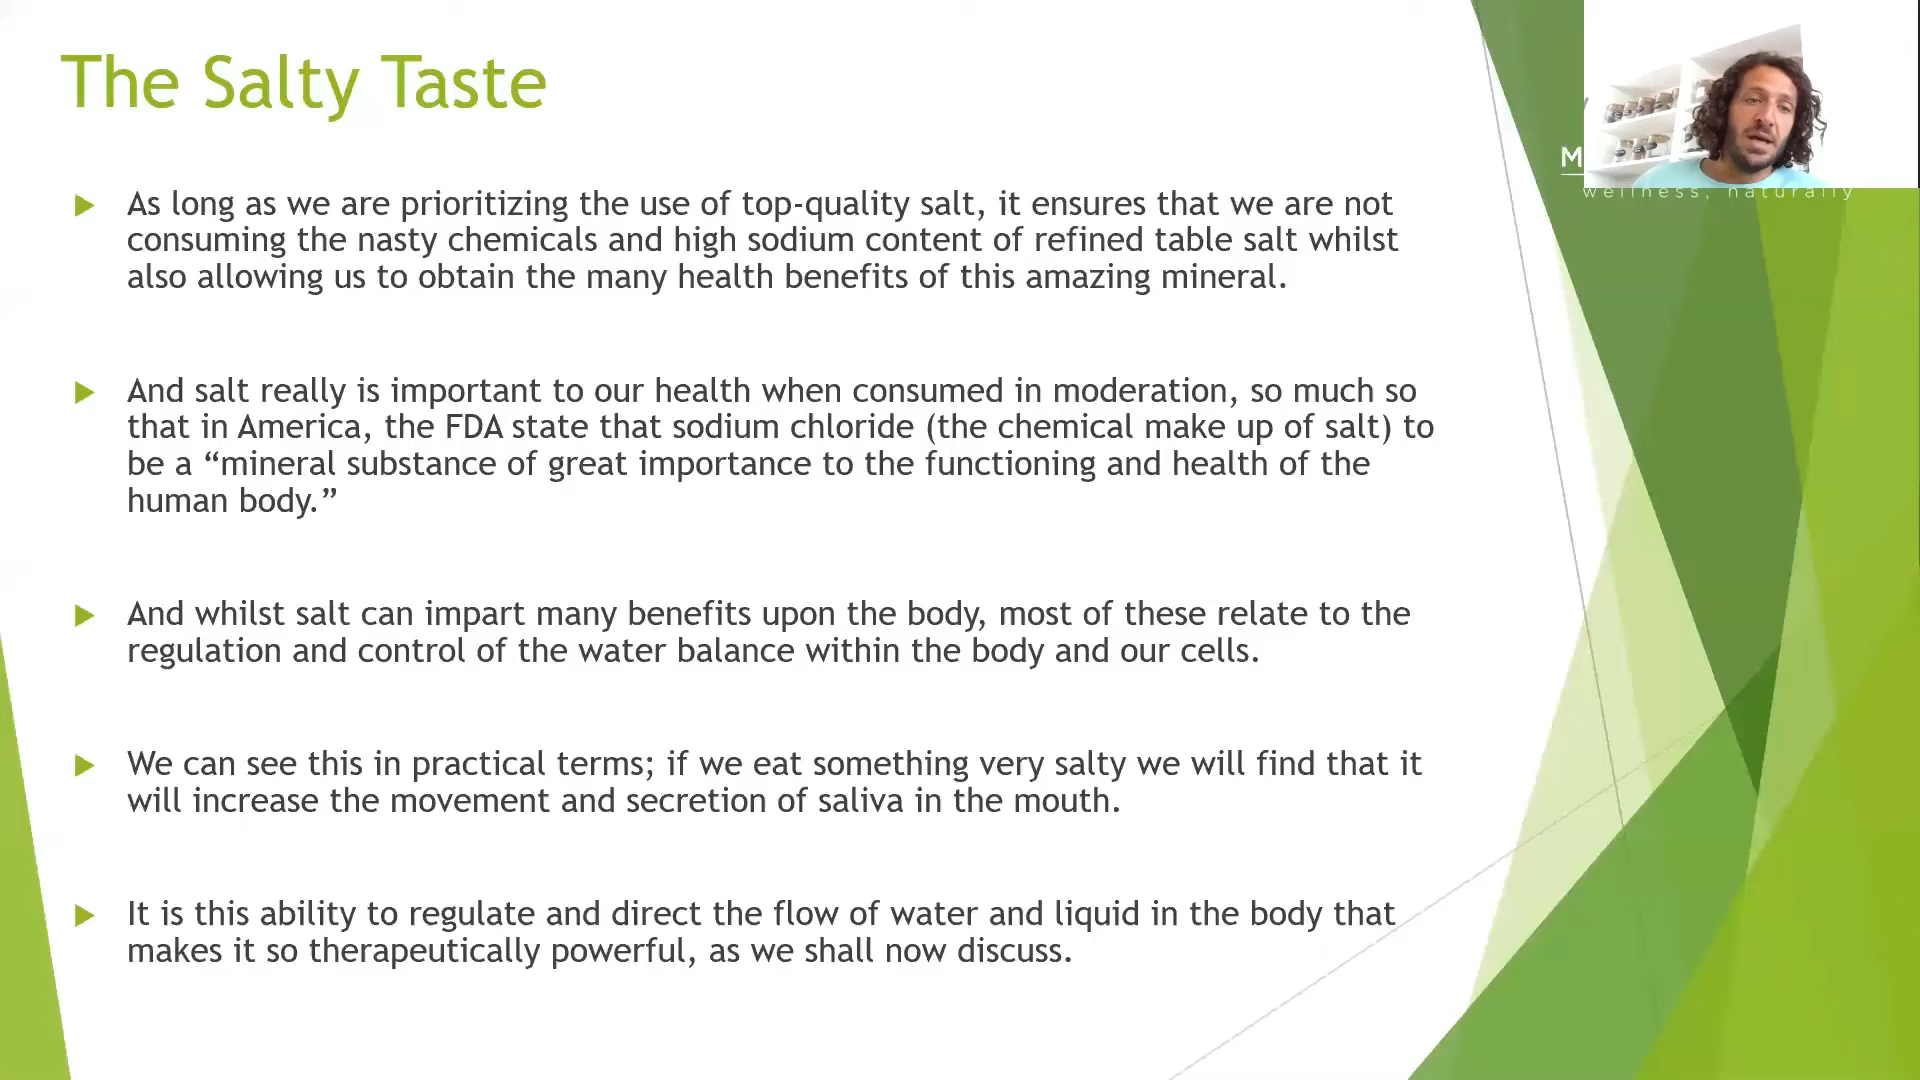 The Salty Taste
As long as we are prioritizing the use of top-quality salt, it ensures that we are not
consuming the nasty chemicals and high sodium content of refined table salt whilst
also allowing us to obtain the many health benefits of this amazing mineral.
And salt really is important to our health when consumed in moderation, so much so
that in America, the FDA state that sodium chloride (the chemical make up of salt) to
be a “mineral substance of great importance to the functioning and health of the
human body.”
And whilst salt can impart many benefits upon the body, most of these relate to the
regulation and control of the water balance within the body and our cells.
We can see this in practical terms; if we eat something very salty we will find that it
will increase the movement and secretion of saliva in the mouth.
It is this ability to regulate and direct the flow of water and liquid in the body that
makes it so therapeutically powerful, as we shall now discuss.
M
wellness, naturally